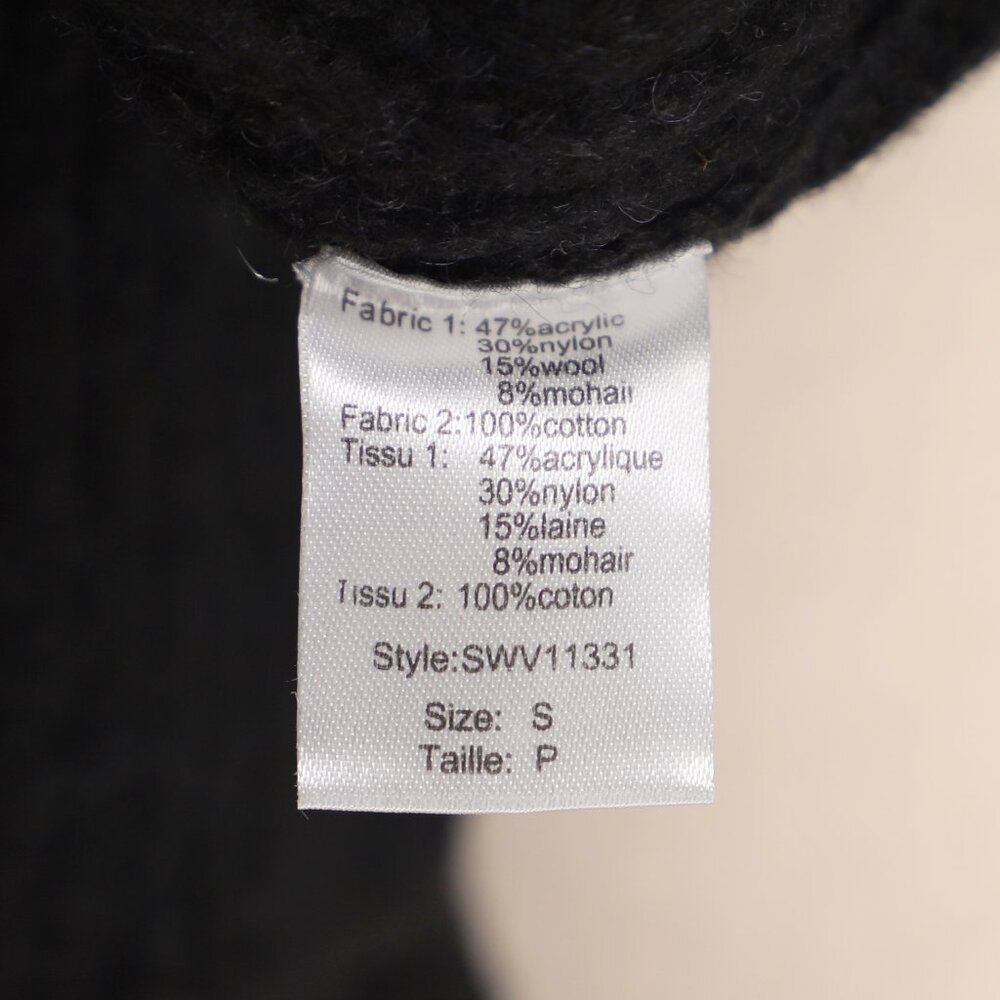 Fabric 1: 47%acrylic
30%nylon
15%wool
8%mohair
Fabric 2:100%cotton
Tissu 1: 47%acrylique
30%nylon
15%laine
8%mohair
Tissu 2: 100%coton
Style:SWV11331
Size: S
Taille: P